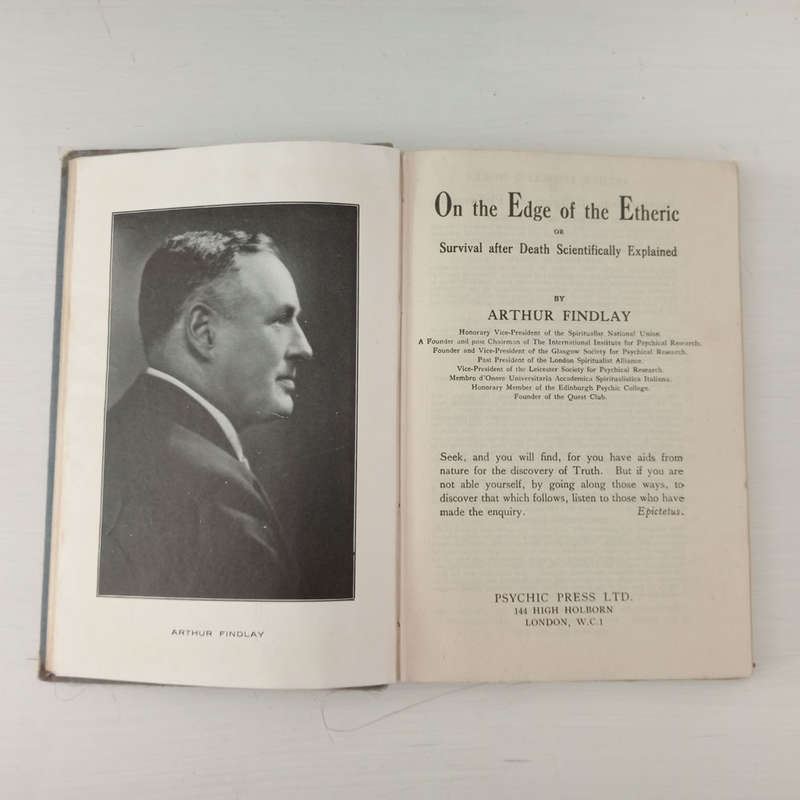 ARTHUR FINDLAY
On the Edge of the Etheric
OR
Survival after Death Scientifically Explained
BY
ARTHUR FINDLAY
Honorary Vice-President of the Spiritualist National Union.
A Founder and past Chairman of The International Institute for Psychical Research.
Founder and Vice-President of the Glasgow Society for Psychical Research.
Past President of the London Spiritualist Alliance.
Vice-President of the Leicester Society for Psychical Research.
Membro d'Onore Universitaria Accademica Spiritualistica Italiana.
Honorary Member of the Edinburgh Psychic College.
Founder of the Quest Club.
Seek, and you will find, for you have aids from
nature for the discovery of Truth. But if you are
not able yourself, by going along those ways, to
discover that which follows, listen to those who have
made the enquiry. Epictetus.
PSYCHIC PRESS LTD.
144 HIGH HOLBORN
LONDON, W.C.1